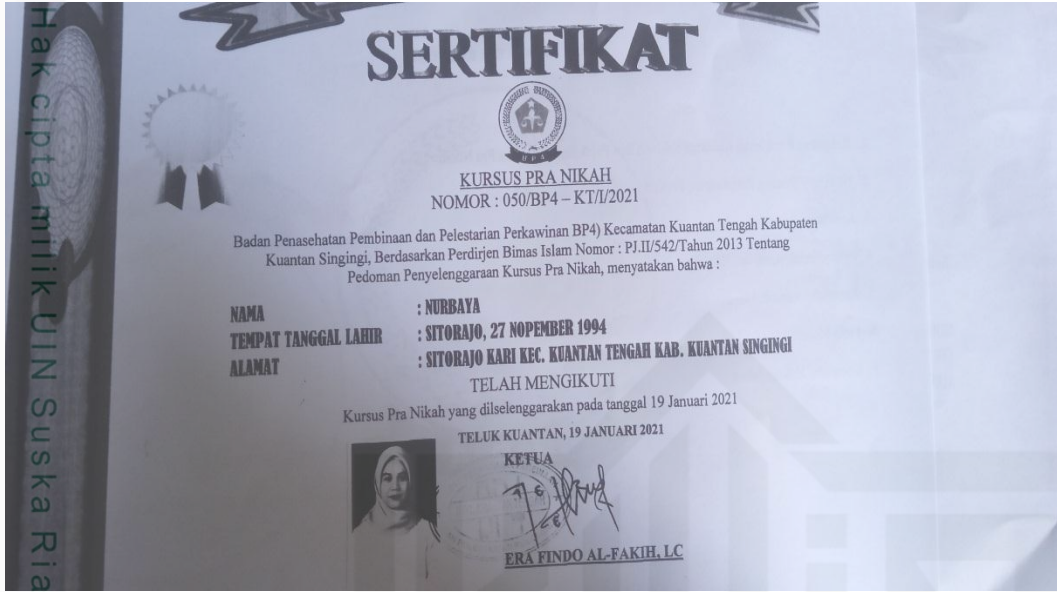 SERTIFIKAT
BP4
KURSUS PRA NIKAH
NOMOR : 050/BP4 – KT/I/2021
Badan Penasehatan Pembinaan dan Pelestarian Perkawinan BP4) Kecamatan Kuantan Tengah Kabupaten
Kuantan Singingi, Berdasarkan Perdirjen Bimas Islam Nomor : PJ.II/542/Tahun 2013 Tentang
Pedoman Penyelenggaraan Kursus Pra Nikah, menyatakan bahwa :
NAMA : NURBAYA
TEMPAT TANGGAL LAHIR : SITORAJO, 27 NOPEMBER 1994
ALAMAT : SITORAJO KARI KEC. KUANTAN TENGAH KAB. KUANTAN SINGINGI
TELAH MENGIKUTI
Kursus Pra Nikah yang dilselenggarakan pada tanggal 19 Januari 2021
TELUK KUANTAN, 19 JANUARI 2021
KETUA
ERA FINDO AL-FAKIH, LC
Hak cipta milik UIN Suska Ria